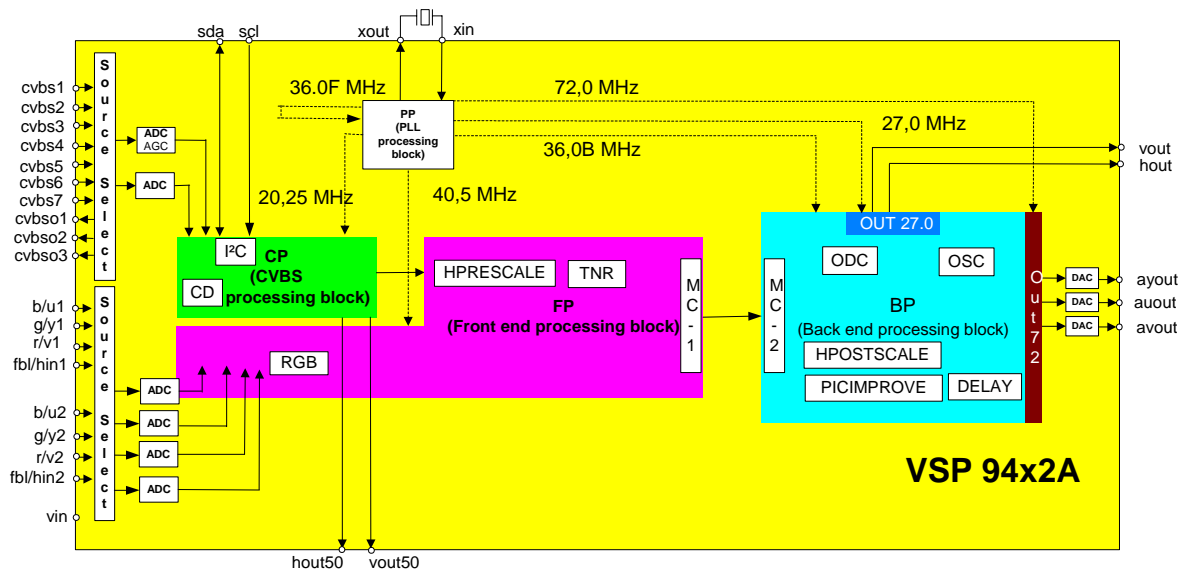 sda
scl
xout
xin
Source Select
cvbs1
cvbs2
cvbs3
cvbs4
cvbs5
cvbs6
cvbs7
cvbso1
cvbso2
cvbso3
ADC
AGC
ADC
36.0F MHz
PP
(PLL
processing
block)
72,0 MHz
27,0 MHz
36,0B MHz
20,25 MHz
40,5 MHz
vout
hout
I²C
CP
(CVBS
processing block)
CD
HPRESCALE
TNR
FP
(Front end processing block)
MC-1
MC-2
OUT 27.0
ODC
OSC
BP
(Back end processing block)
HPOSTSCALE
PICIMPROVE
DELAY
Out72
DAC
DAC
DAC
ayout
auout
avout
Source Select
b/u1
g/y1
r/v1
fbl/hin1
b/u2
g/y2
r/v2
fbl/hin2
vin
ADC
ADC
ADC
ADC
RGB
VSP 94x2A
hout50
vout50